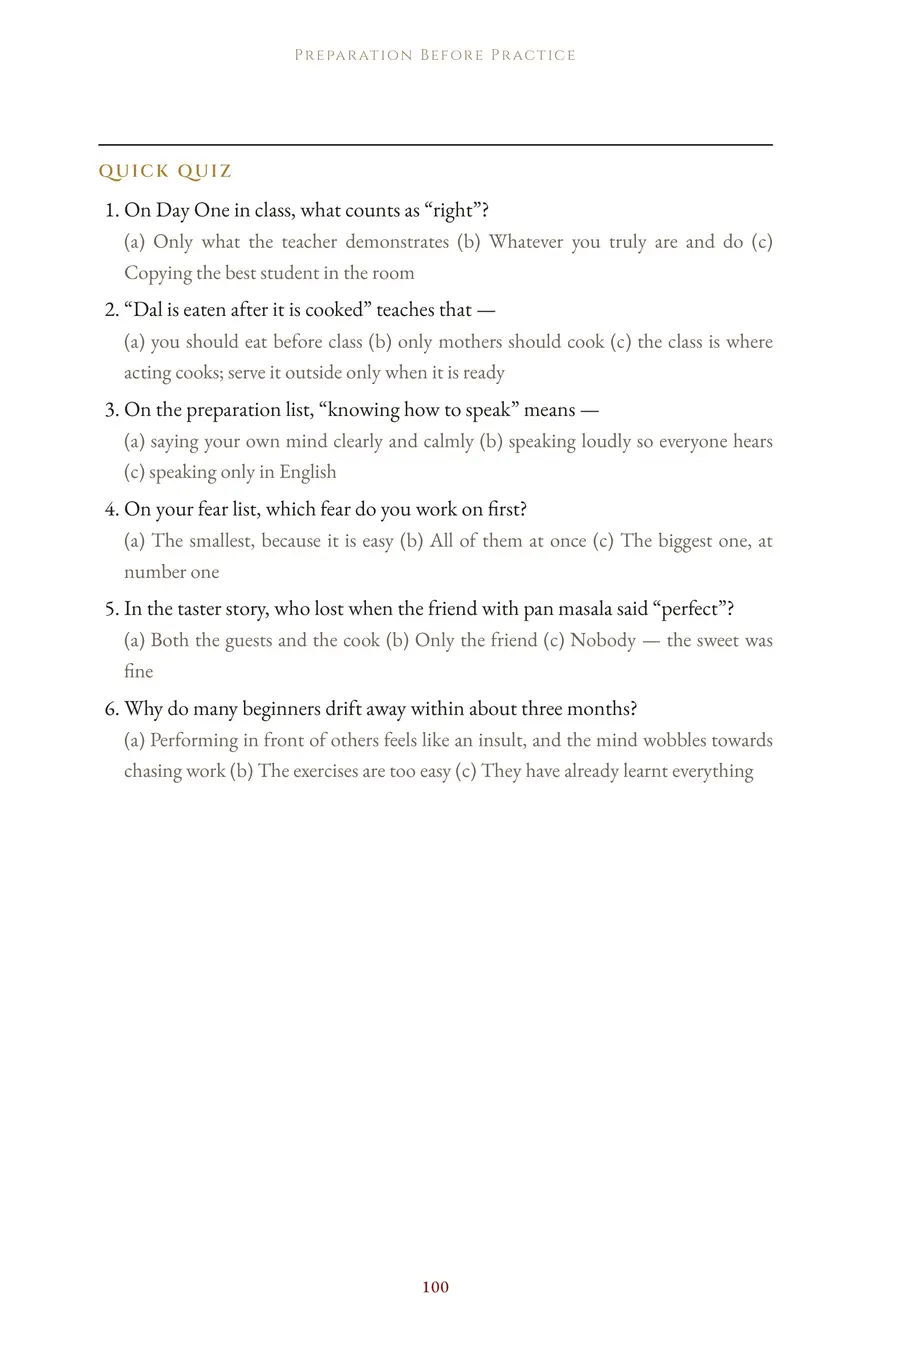 PREPARATION BEFORE PRACTICE
QUICK QUIZ
1. On Day One in class, what counts as “right”?
(a) Only what the teacher demonstrates (b) Whatever you truly are and do (c)
Copying the best student in the room
2. “Dal is eaten after it is cooked” teaches that —
(a) you should eat before class (b) only mothers should cook (c) the class is where
acting cooks; serve it outside only when it is ready
3. On the preparation list, “knowing how to speak” means —
(a) saying your own mind clearly and calmly (b) speaking loudly so everyone hears
(c) speaking only in English
4. On your fear list, which fear do you work on first?
(a) The smallest, because it is easy (b) All of them at once (c) The biggest one, at
number one
5. In the taster story, who lost when the friend with pan masala said “perfect”?
(a) Both the guests and the cook (b) Only the friend (c) Nobody — the sweet was
fine
6. Why do many beginners drift away within about three months?
(a) Performing in front of others feels like an insult, and the mind wobbles towards
chasing work (b) The exercises are too easy (c) They have already learnt everything
100